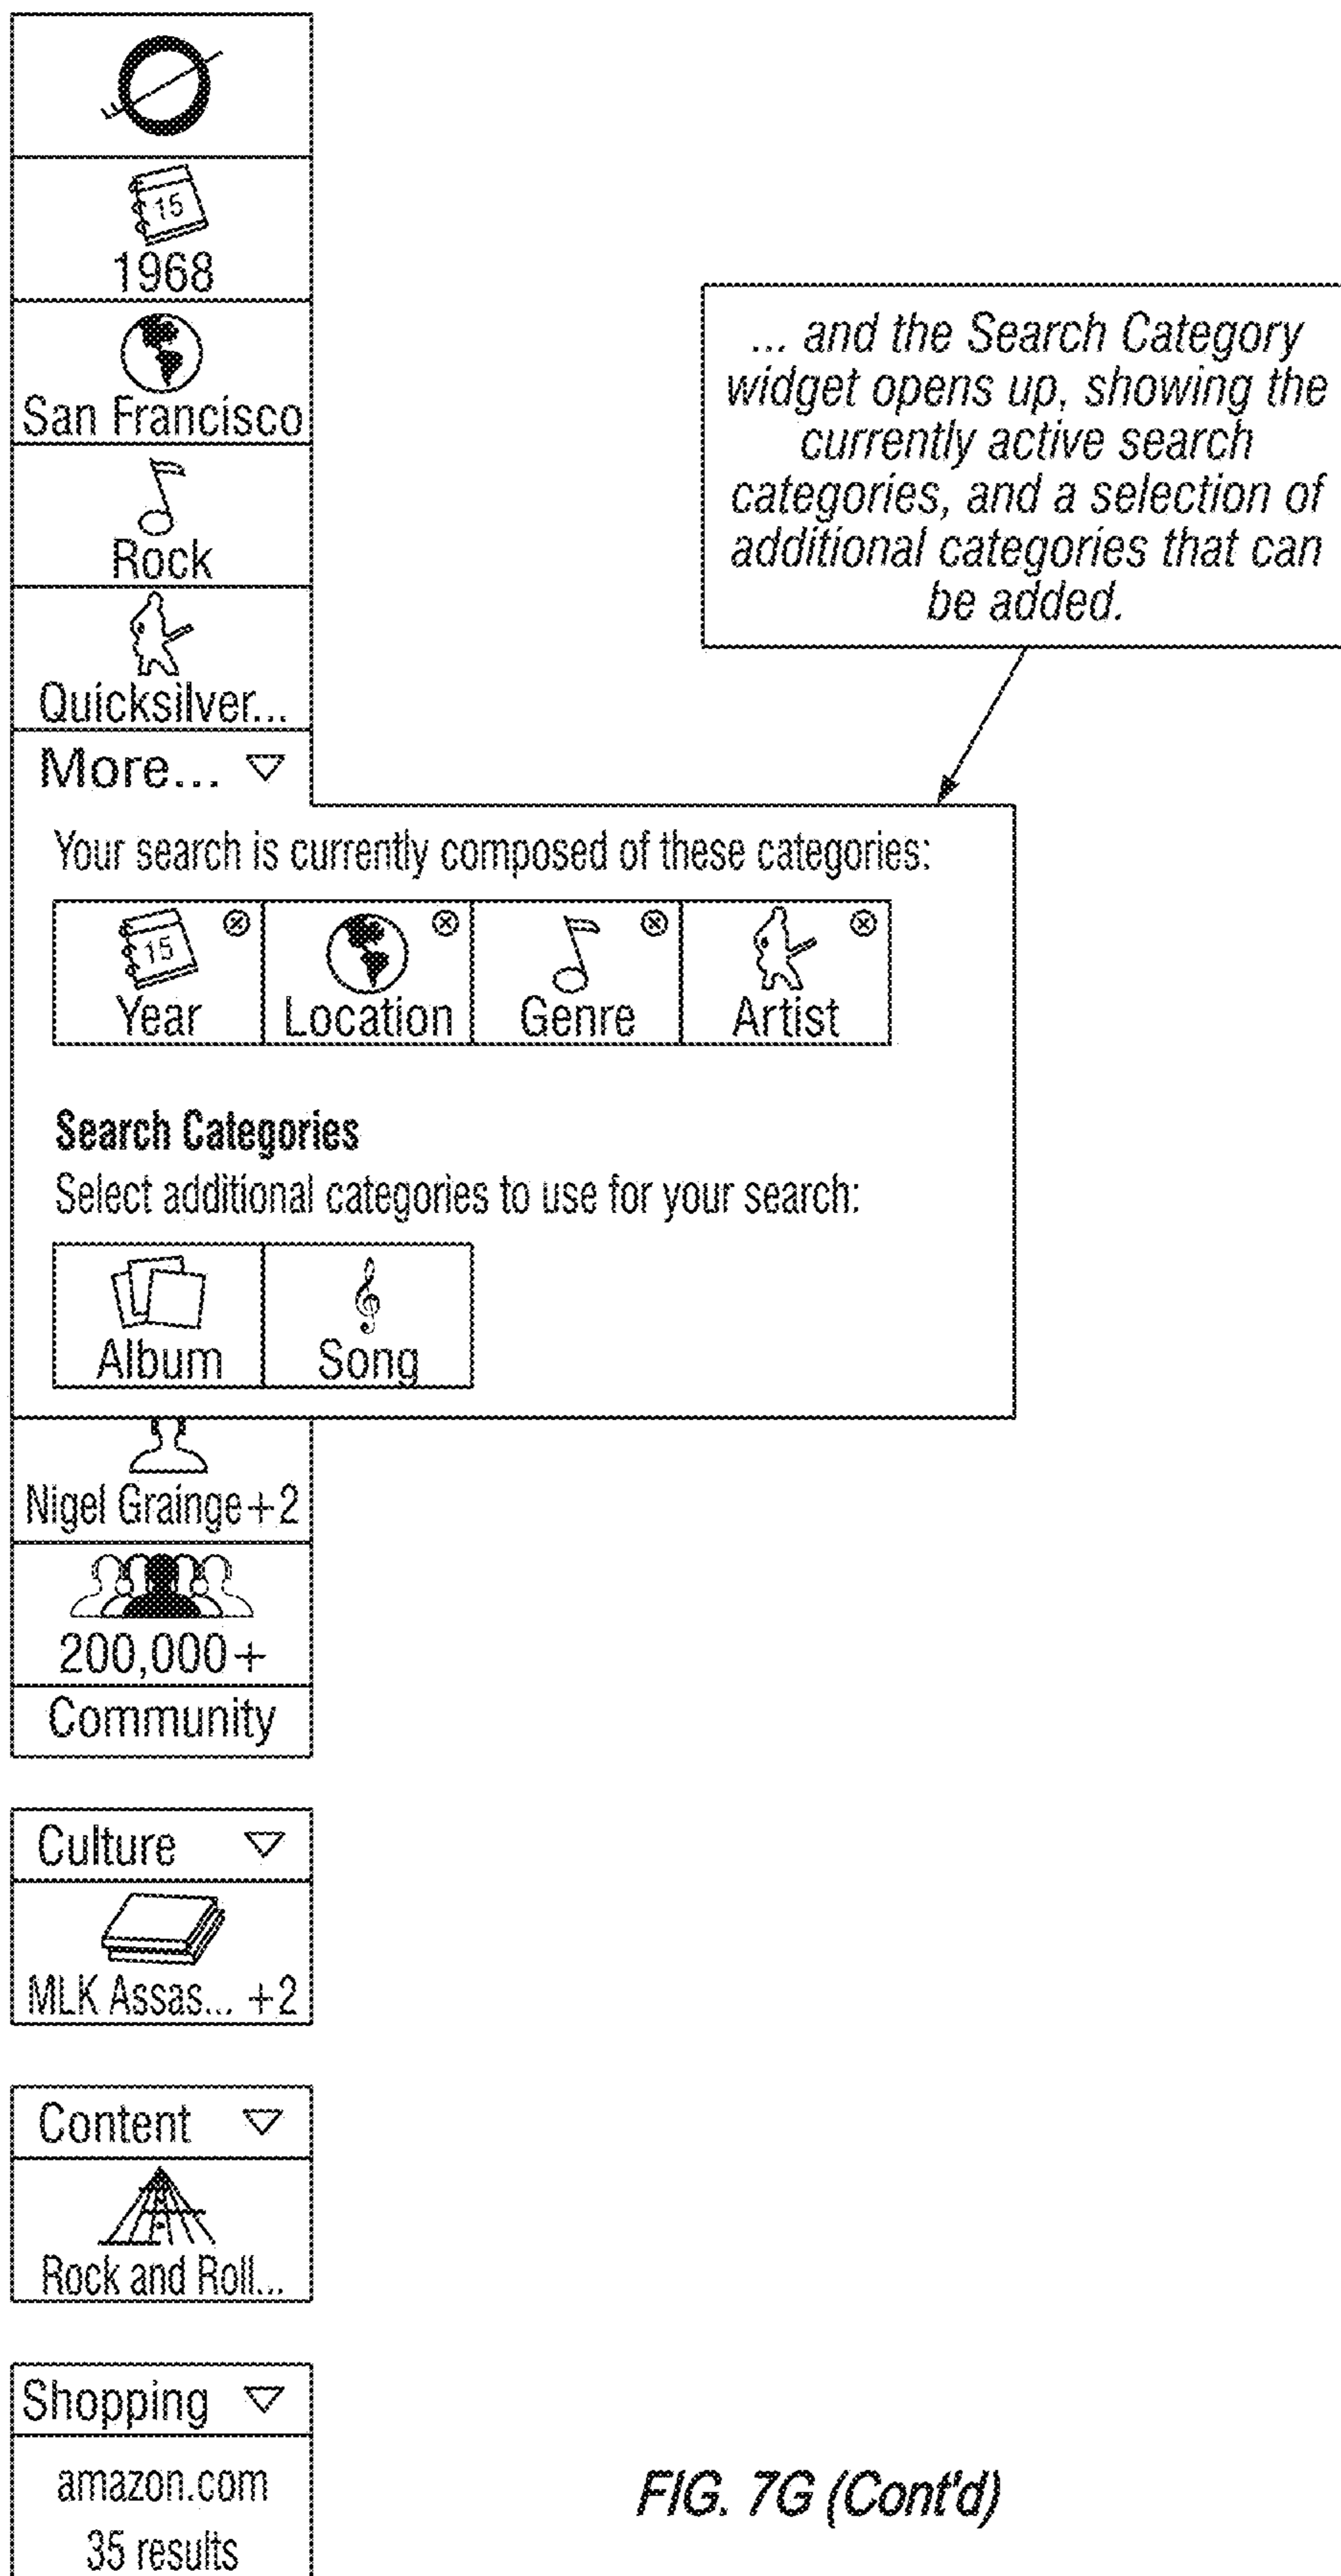 15
1968
San Francisco
Rock
Quicksilver...
More...
... and the Search Category
widget opens up, showing the
currently active search
categories, and a selection of
additional categories that can
be added.
Your search is currently composed of these categories:
15
Year
Location
Genre
Artist
Search Categories
Select additional categories to use for your search:
Album
Song
Nigel Grainge+2
200,000+
Community
Culture
MLK Assas... +2
Content
Rock and Roll...
Shopping
amazon.com
35 results
FIG. 7G (Cont'd)